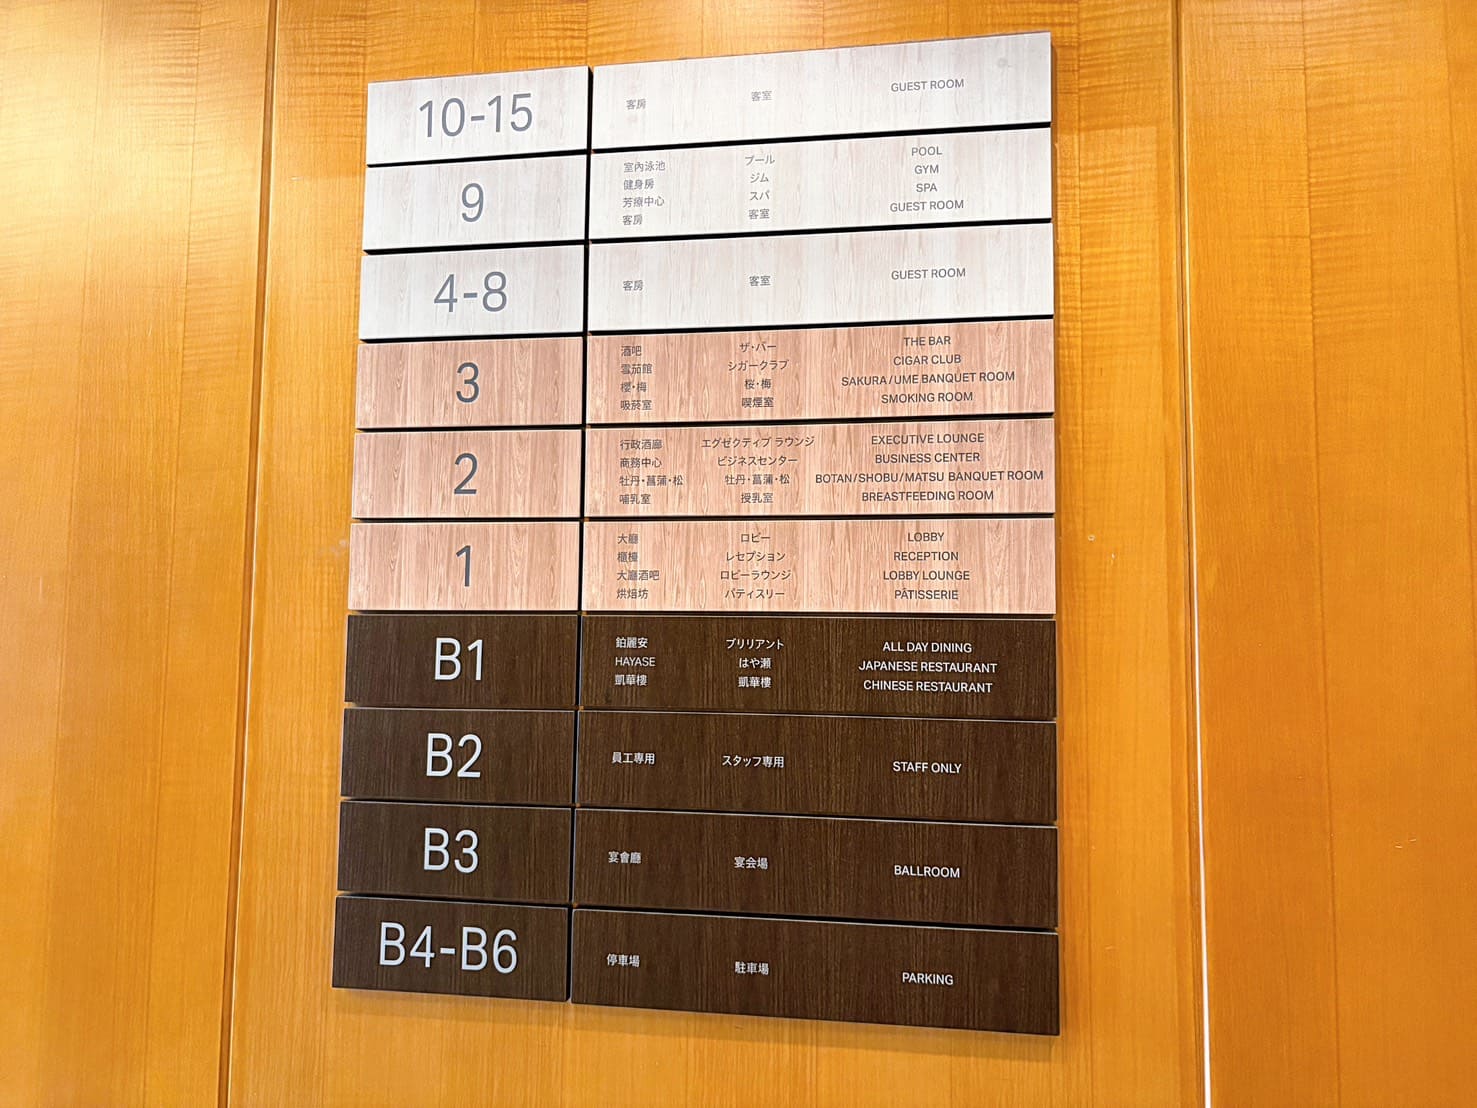 10-15 客房 客室 GUEST ROOM
9
室內泳池 プール POOL
健身房 ジム GYM
芳療中心 スパ SPA
客房 客室 GUEST ROOM
4-8 客房 客室 GUEST ROOM
3
酒吧 ザ・バー THE BAR
雪茄館 シガークラブ CIGAR CLUB
櫻・梅 桜・梅 SAKURA/UME BANQUET ROOM
吸菸室 喫煙室 SMOKING ROOM
2
行政酒廊 エグゼクティブ ラウンジ EXECUTIVE LOUNGE
商務中心 ビジネスセンター BUSINESS CENTER
牡丹・菖蒲・松 牡丹・菖蒲・松 BOTAN/SHOBU/MATSU BANQUET ROOM
哺乳室 授乳室 BREASTFEEDING ROOM
1
大廳 ロビー LOBBY
櫃檯 レセプション RECEPTION
大廳酒吧 ロビーラウンジ LOBBY LOUNGE
烘焙坊 パティスリー PÂTISSERIE
B1
鉑麗安 ブリリアント ALL DAY DINING
HAYASE はや瀬 JAPANESE RESTAURANT
凱華樓 凱華樓 CHINESE RESTAURANT
B2 員工專用 スタッフ専用 STAFF ONLY
B3 宴會廳 宴会場 BALLROOM
B4-B6 停車場 駐車場 PARKING